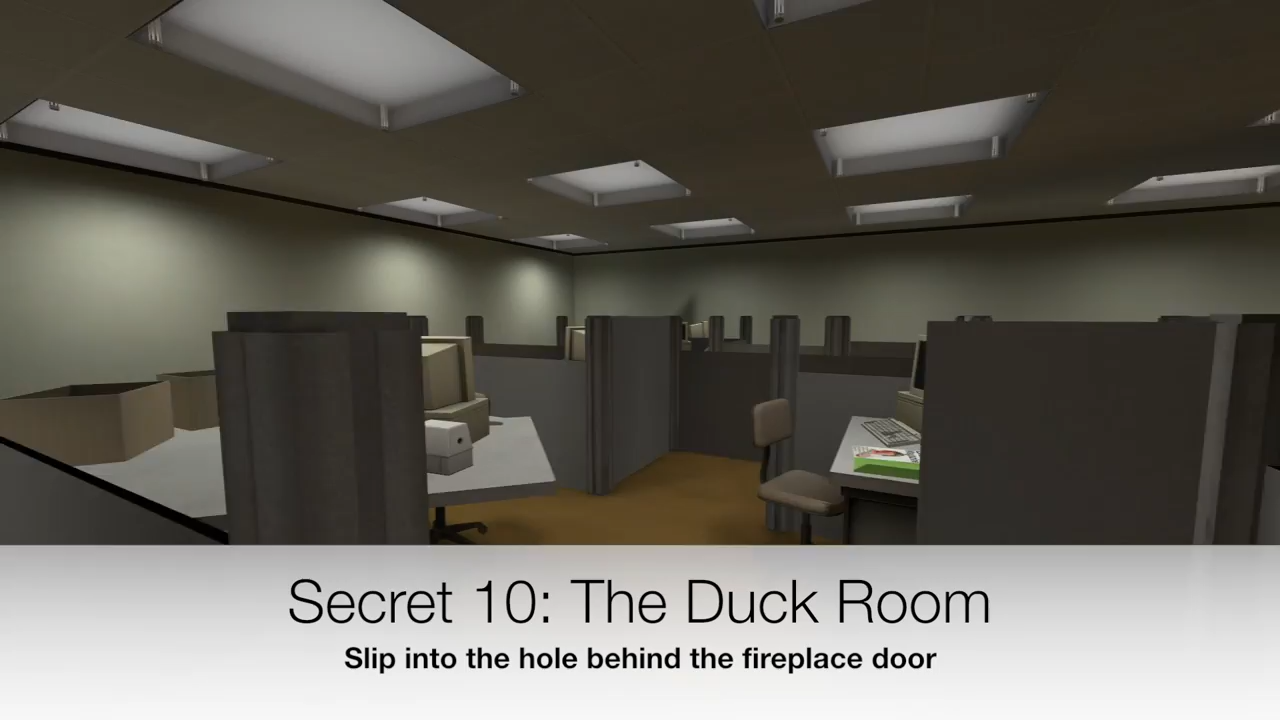 Secret 10: The Duck Room
Slip into the hole behind the fireplace door